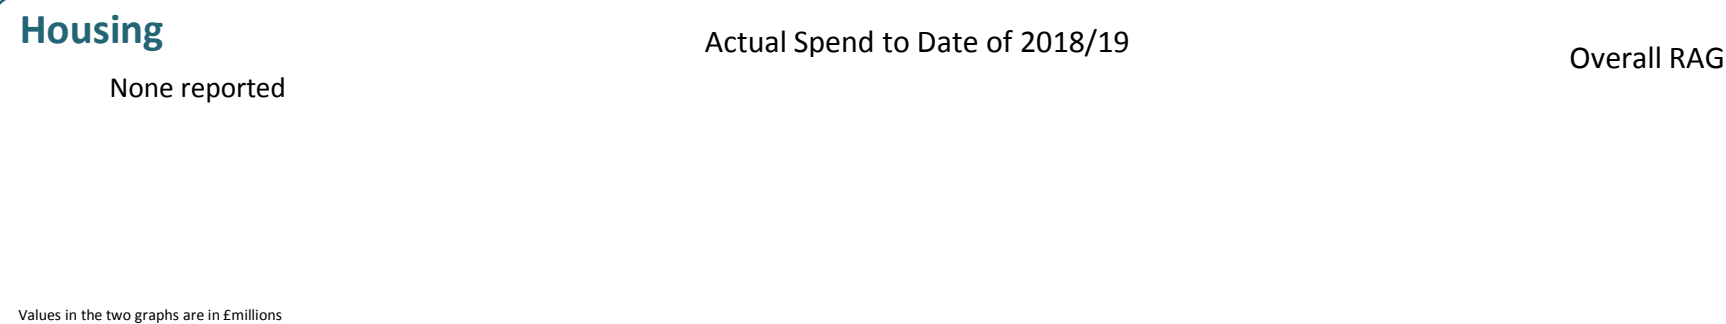 Housing
Actual Spend to Date of 2018/19
Overall RAG
None reported
Values in the two graphs are in £millions